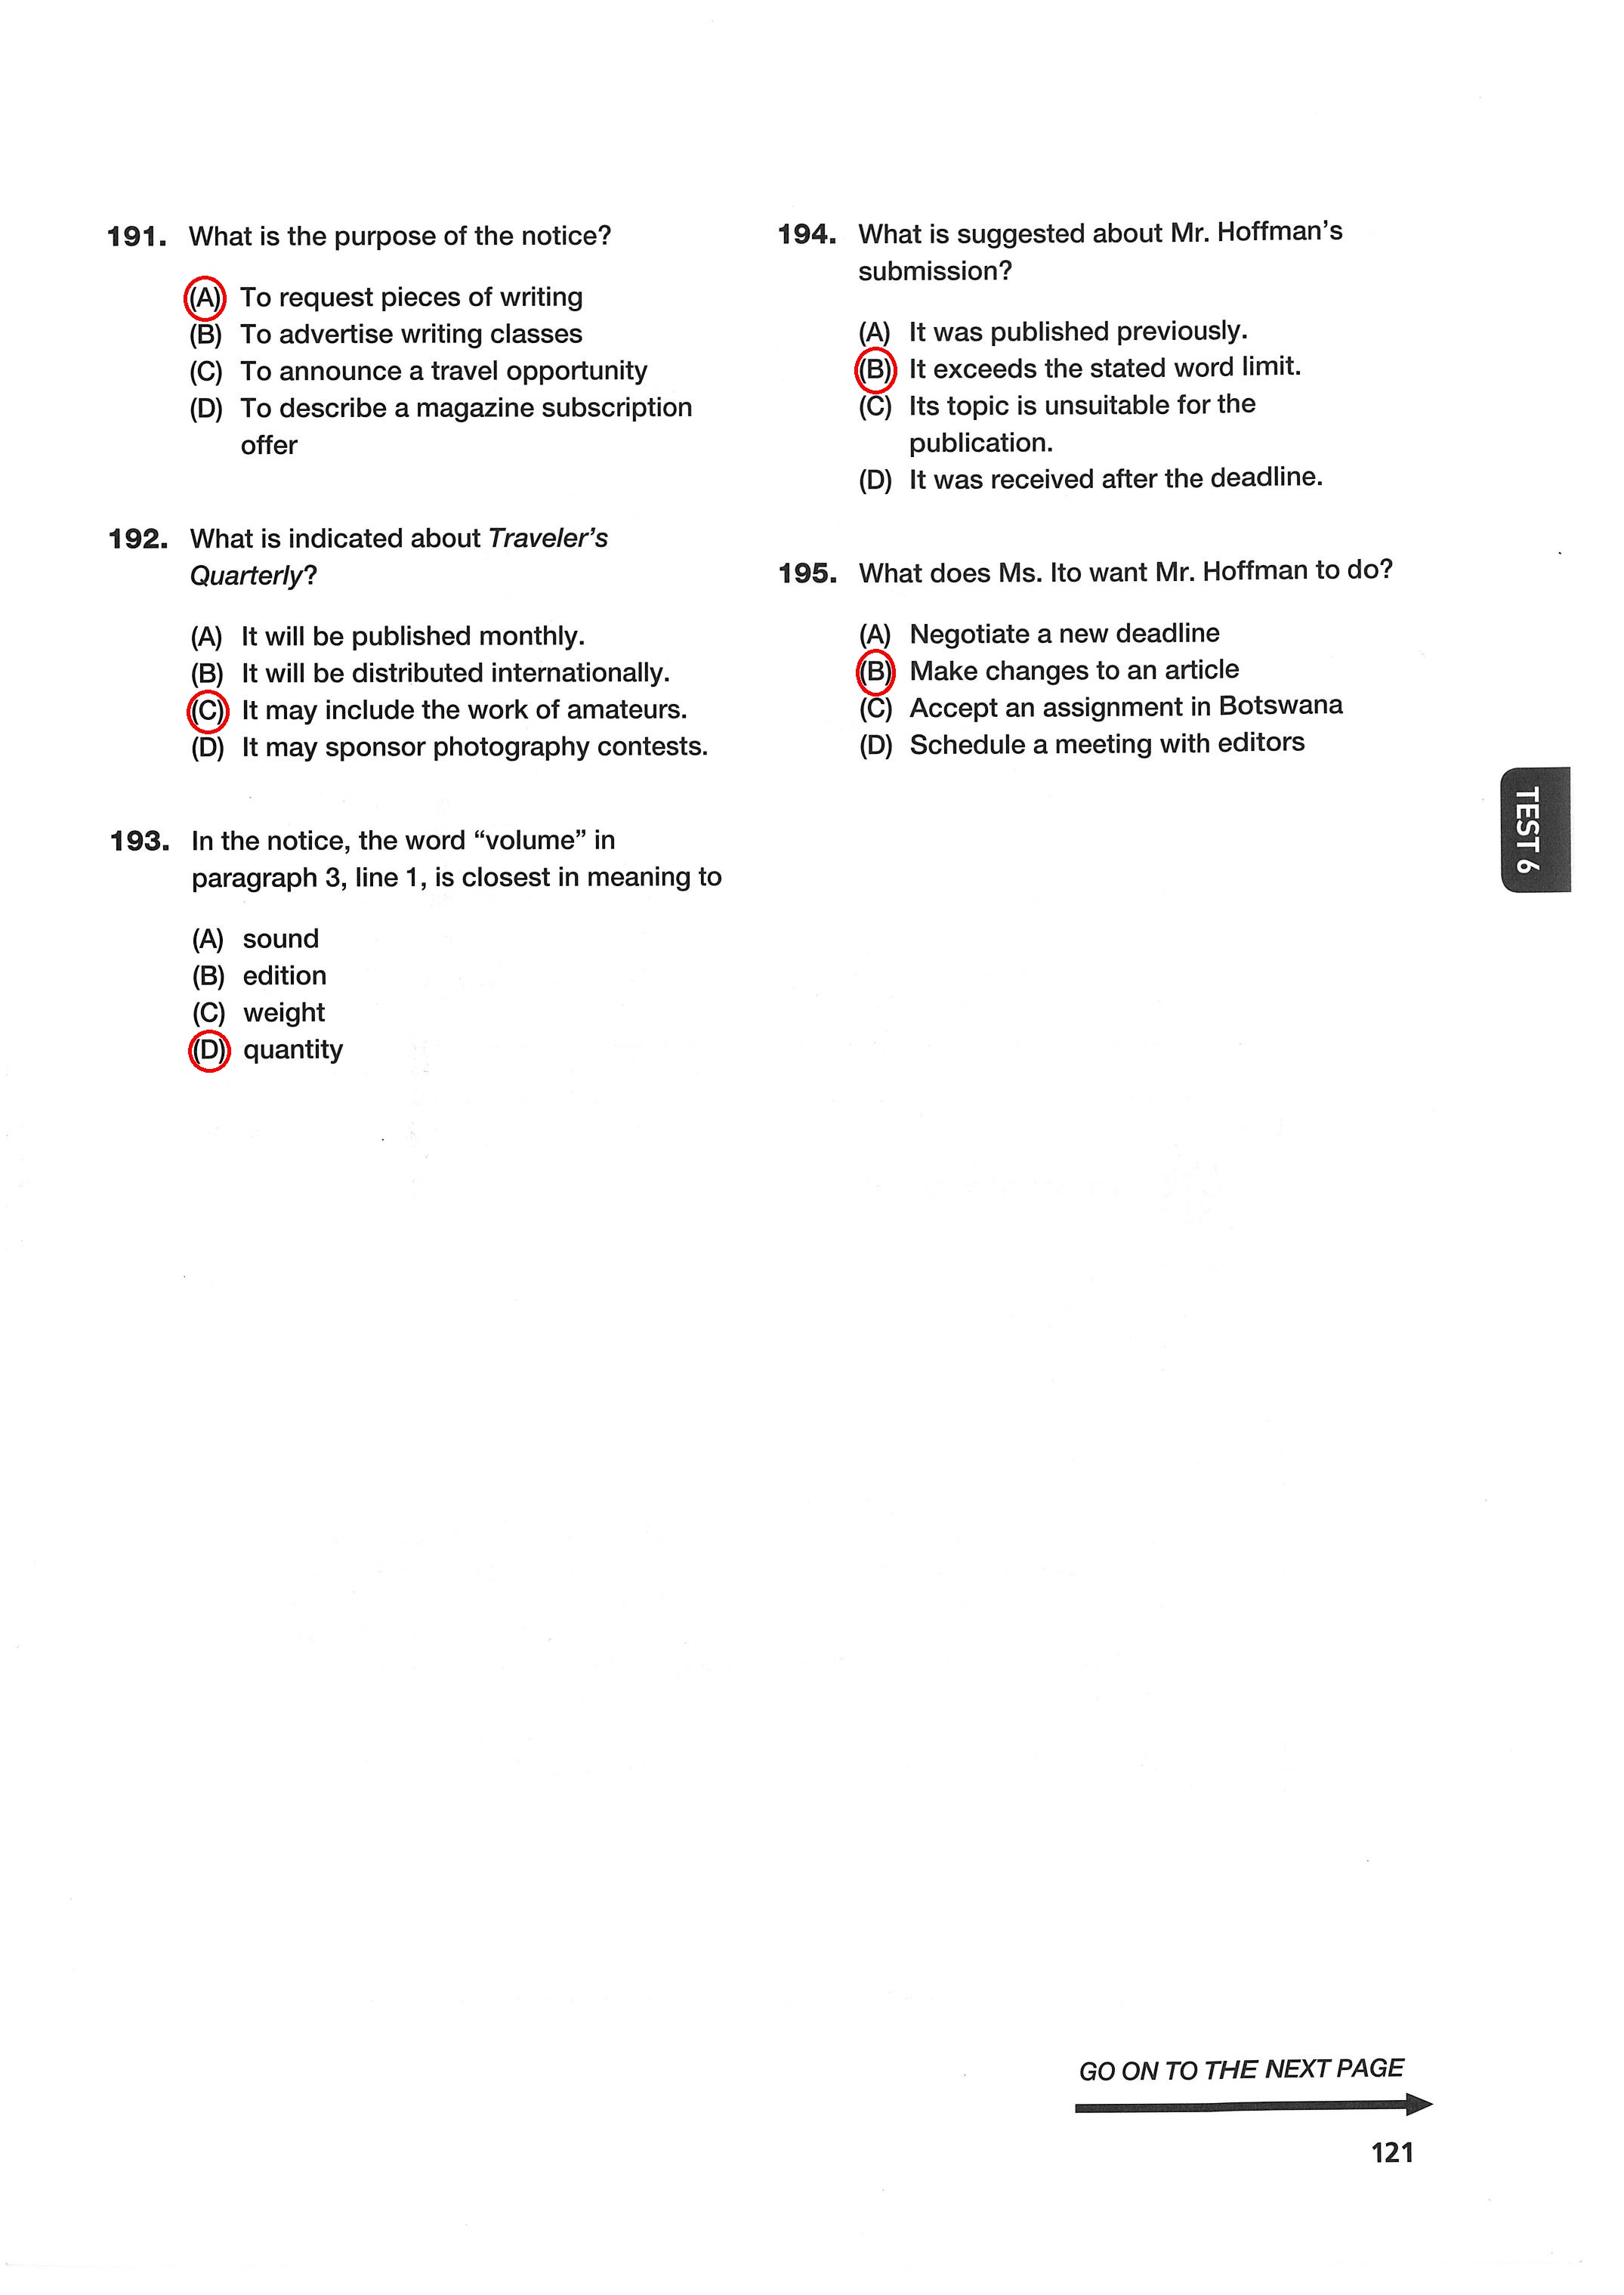 191. What is the purpose of the notice?
(A) To request pieces of writing
(B) To advertise writing classes
(C) To announce a travel opportunity
(D) To describe a magazine subscription
offer
192. What is indicated about Traveler's
Quarterly?
(A) It will be published monthly.
(B) It will be distributed internationally.
(C) It may include the work of amateurs.
(D) It may sponsor photography contests.
193. In the notice, the word “volume” in
paragraph 3, line 1, is closest in meaning to
(A) sound
(B) edition
(C) weight
(D) quantity
194. What is suggested about Mr. Hoffman's
submission?
(A) It was published previously.
(B) It exceeds the stated word limit.
(C) Its topic is unsuitable for the
publication.
(D) It was received after the deadline.
195. What does Ms. Ito want Mr. Hoffman to do?
(A) Negotiate a new deadline
(B) Make changes to an article
(C) Accept an assignment in Botswana
(D) Schedule a meeting with editors
TEST 6
GO ON TO THE NEXT PAGE
121